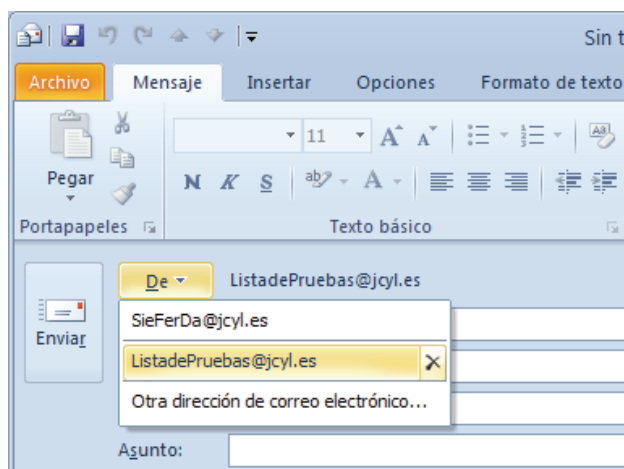 Sin t
Archivo Mensaje Insertar Opciones Formato de texto
Pegar 11 A A
N K S ab A
Portapapeles Texto básico
De ListadePruebas@jcyl.es
Enviar SieFerDa@jcyl.es
ListadePruebas@jcyl.es
Otra dirección de correo electrónico...
Asunto: